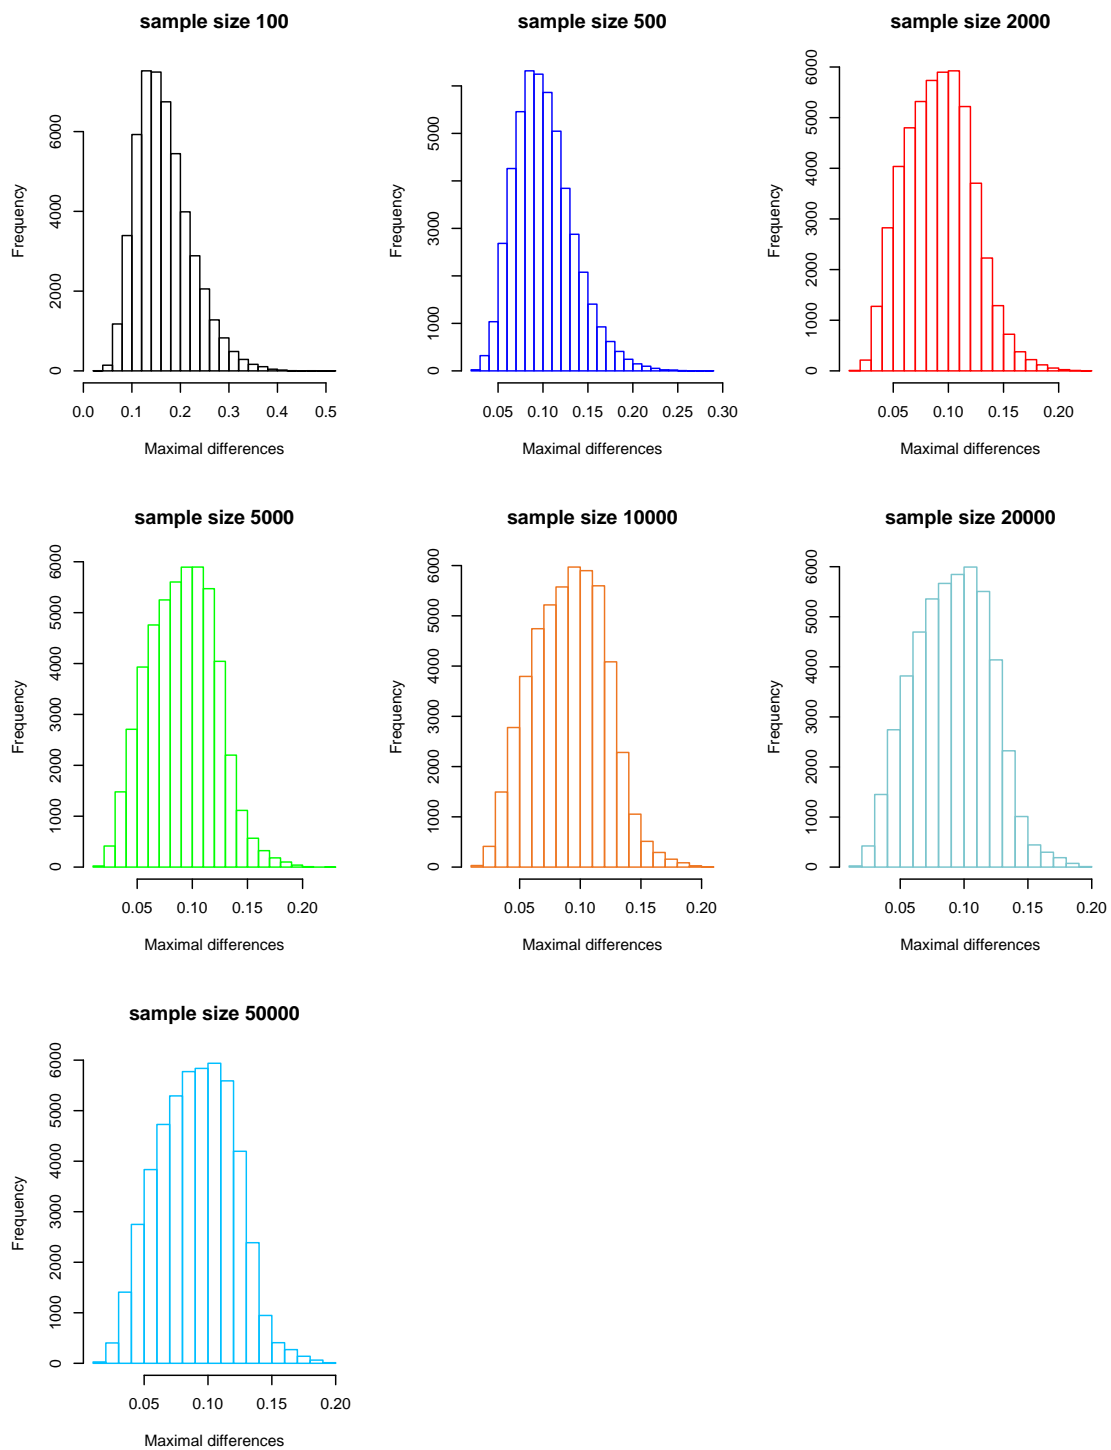 sample size 100
Frequency
0 2000 4000 6000
0.0 0.1 0.2 0.3 0.4 0.5
Maximal differences
sample size 500
Frequency
0 1000 3000 5000
0.05 0.10 0.15 0.20 0.25 0.30
Maximal differences
sample size 2000
Frequency
0 1000 2000 3000 4000 5000 6000
0.05 0.10 0.15 0.20
Maximal differences
sample size 5000
Frequency
0 1000 2000 3000 4000 5000 6000
0.05 0.10 0.15 0.20
Maximal differences
sample size 10000
Frequency
0 1000 2000 3000 4000 5000 6000
0.05 0.10 0.15 0.20
Maximal differences
sample size 20000
Frequency
0 1000 2000 3000 4000 5000 6000
0.05 0.10 0.15 0.20
Maximal differences
sample size 50000
Frequency
0 1000 2000 3000 4000 5000 6000
0.05 0.10 0.15 0.20
Maximal differences